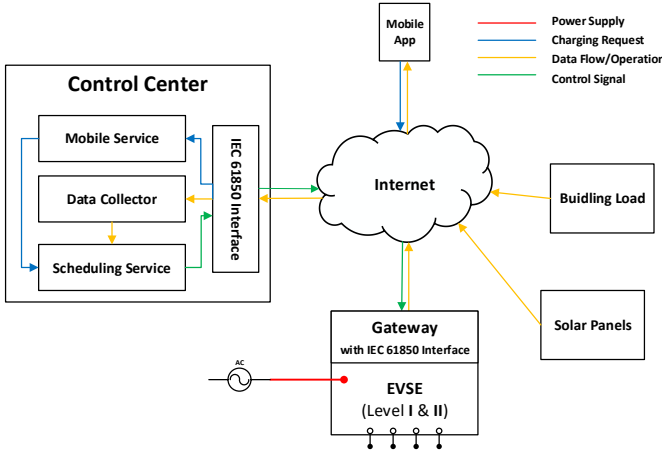 Mobile
App
Power Supply
Charging Request
Data Flow/Operation
Control Signal
Control Center
Mobile Service
Data Collector
Scheduling Service
IEC 61850 Interface
Internet
Buidling Load
Solar Panels
Gateway
with IEC 61850 Interface
AC
EVSE
(Level I & II)